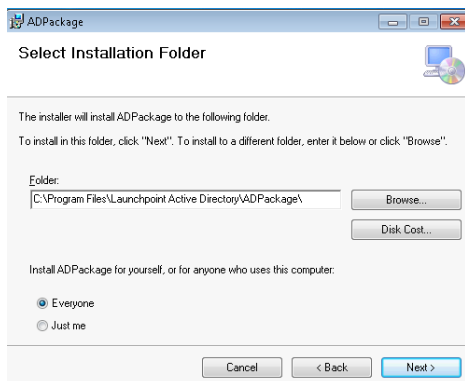 ADPackage
Select Installation Folder
The installer will install ADPackage to the following folder.
To install in this folder, click "Next". To install to a different folder, enter it below or click "Browse".
Folder:
C:\Program Files\Launchpoint Active Directory\ADPackage\
Browse...
Disk Cost...
Install ADPackage for yourself, or for anyone who uses this computer:
Everyone
Just me
Cancel
< Back
Next >